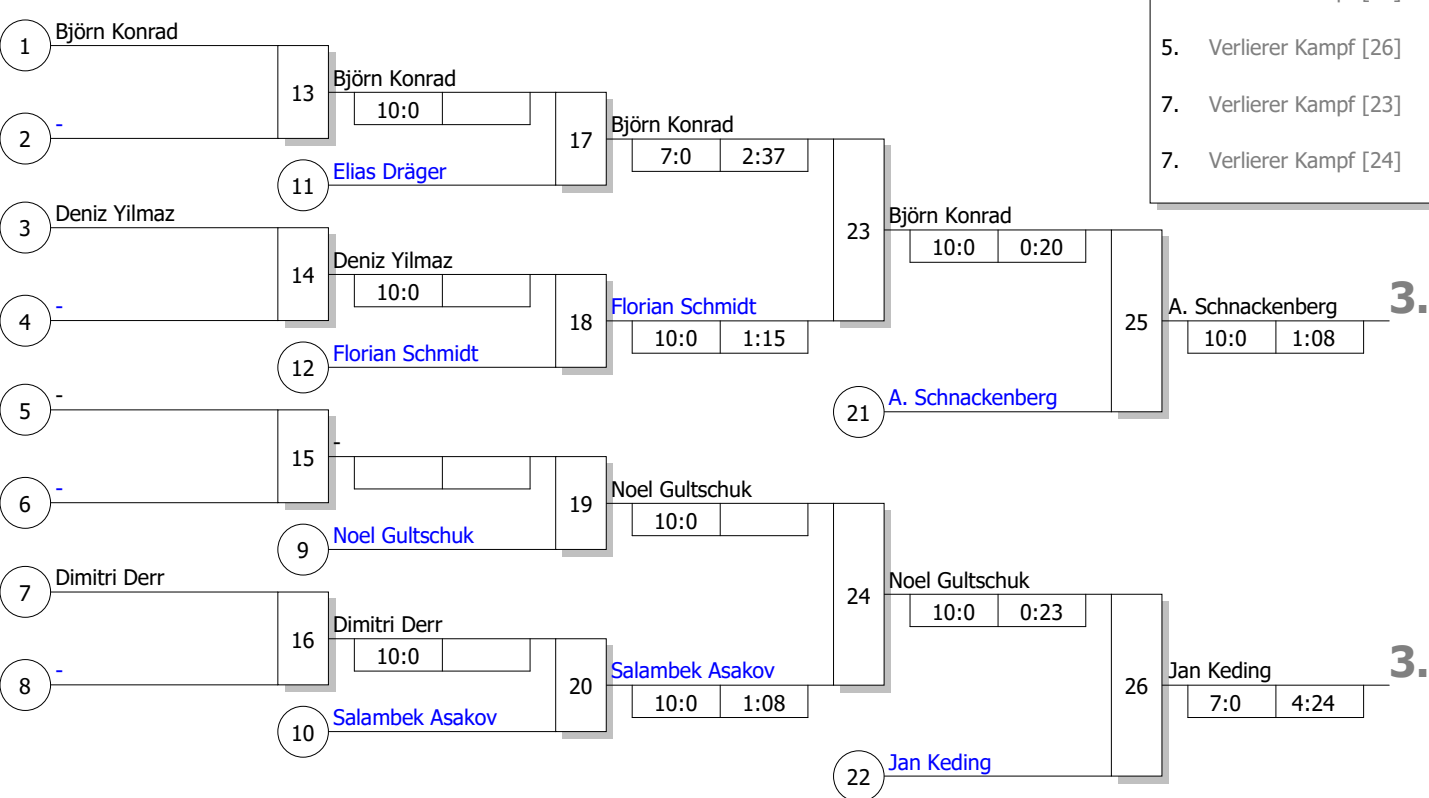 1 Björn Konrad
2 -
13 Björn Konrad
10:0
11 Elias Dräger
17 Björn Konrad
7:0 2:37
3 Deniz Yilmaz
4 -
14 Deniz Yilmaz
10:0
12 Florian Schmidt
18 Florian Schmidt
10:0 1:15
23 Björn Konrad
10:0 0:20
21 A. Schnackenberg
25 A. Schnackenberg
10:0 1:08
3.
5 -
6 -
15 -
9 Noel Gultschuk
19 Noel Gultschuk
10:0
7 Dimitri Derr
8 -
16 Dimitri Derr
10:0
10 Salambek Asakov
20 Salambek Asakov
10:0 1:08
24 Noel Gultschuk
10:0 0:23
22 Jan Keding
26 Jan Keding
7:0 4:24
3.
5. Verlierer Kampf [26]
7. Verlierer Kampf [23]
7. Verlierer Kampf [24]